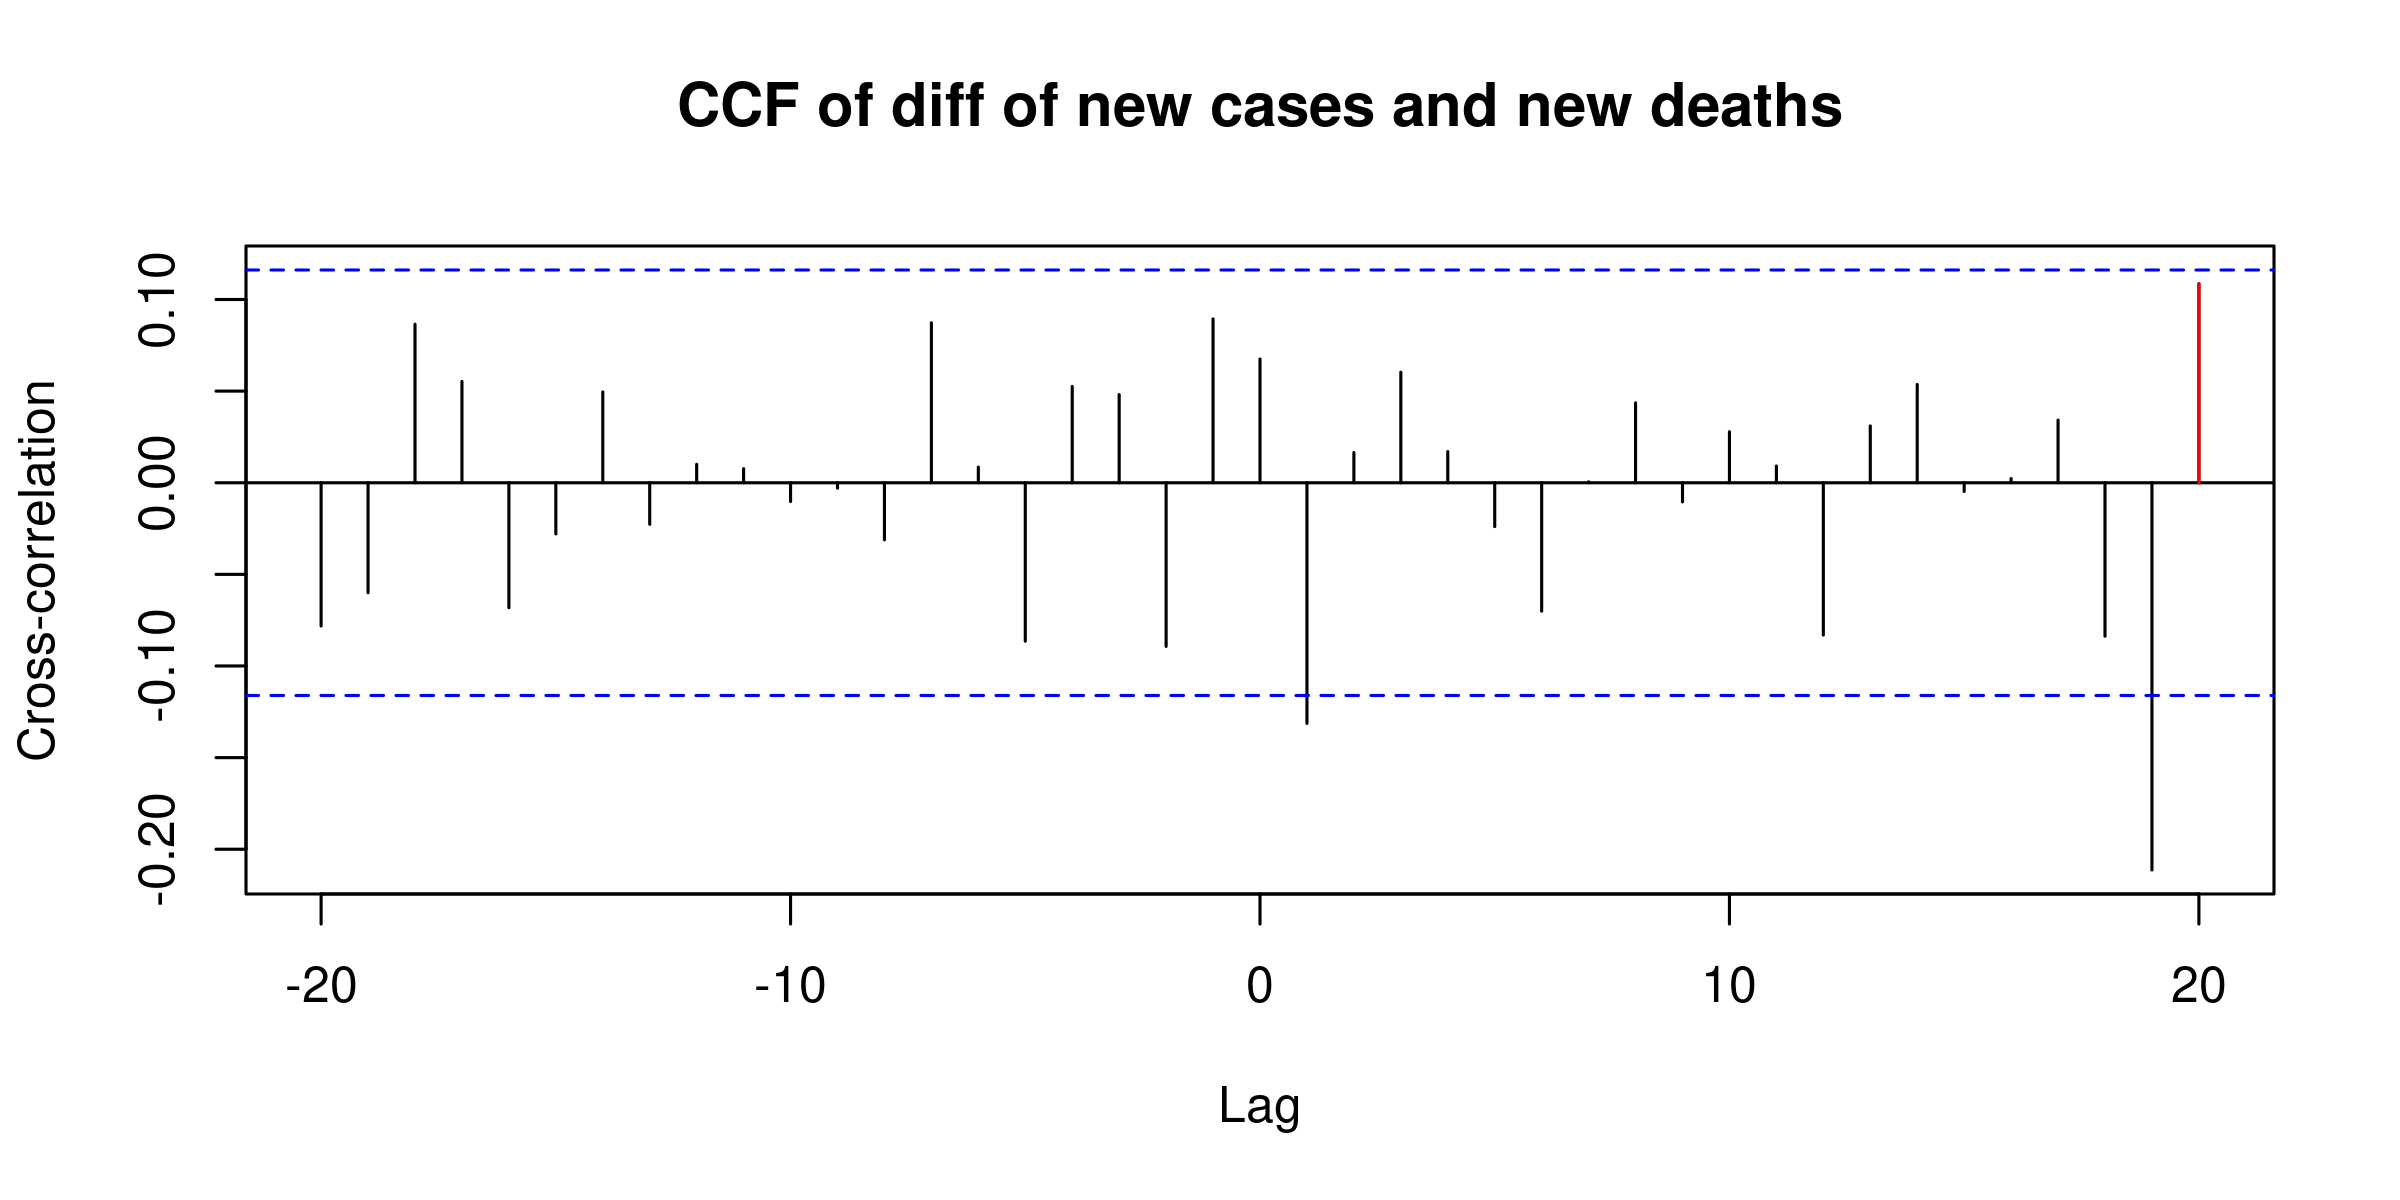 CCF of diff of new cases and new deaths
Cross-correlation
0.10
0.00
-0.10
-0.20
-20 -10 0 10 20
Lag